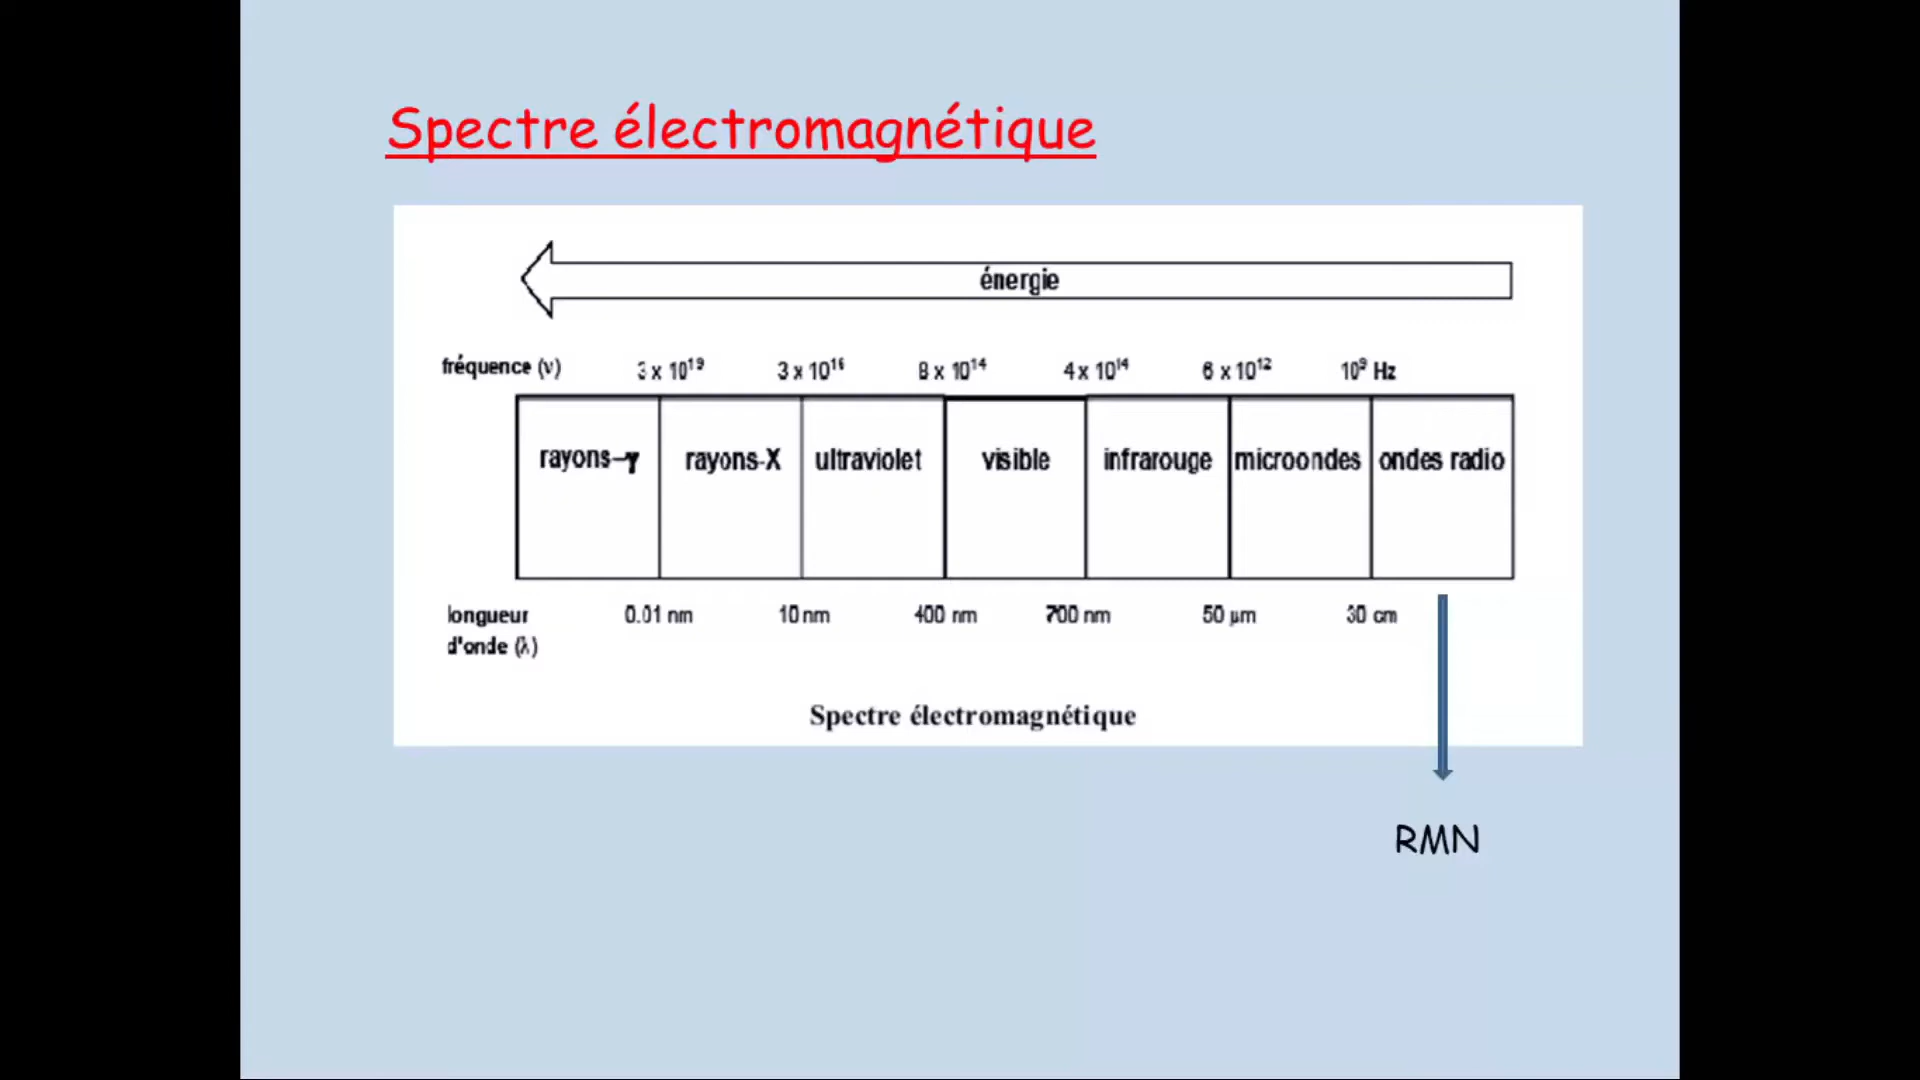 Spectre électromagnétique
énergie
fréquence (ν) 3 x 10¹⁹ 3 x 10¹⁶ 8 x 10¹⁴ 4 x 10¹⁴ 6 x 10¹² 10⁹ Hz
rayons-γ rayons-X ultraviolet visible infrarouge microondes ondes radio
longueur 0.01 nm 10 nm 400 nm 700 nm 50 µm 30 cm
d'onde (λ)
Spectre électromagnétique
RMN